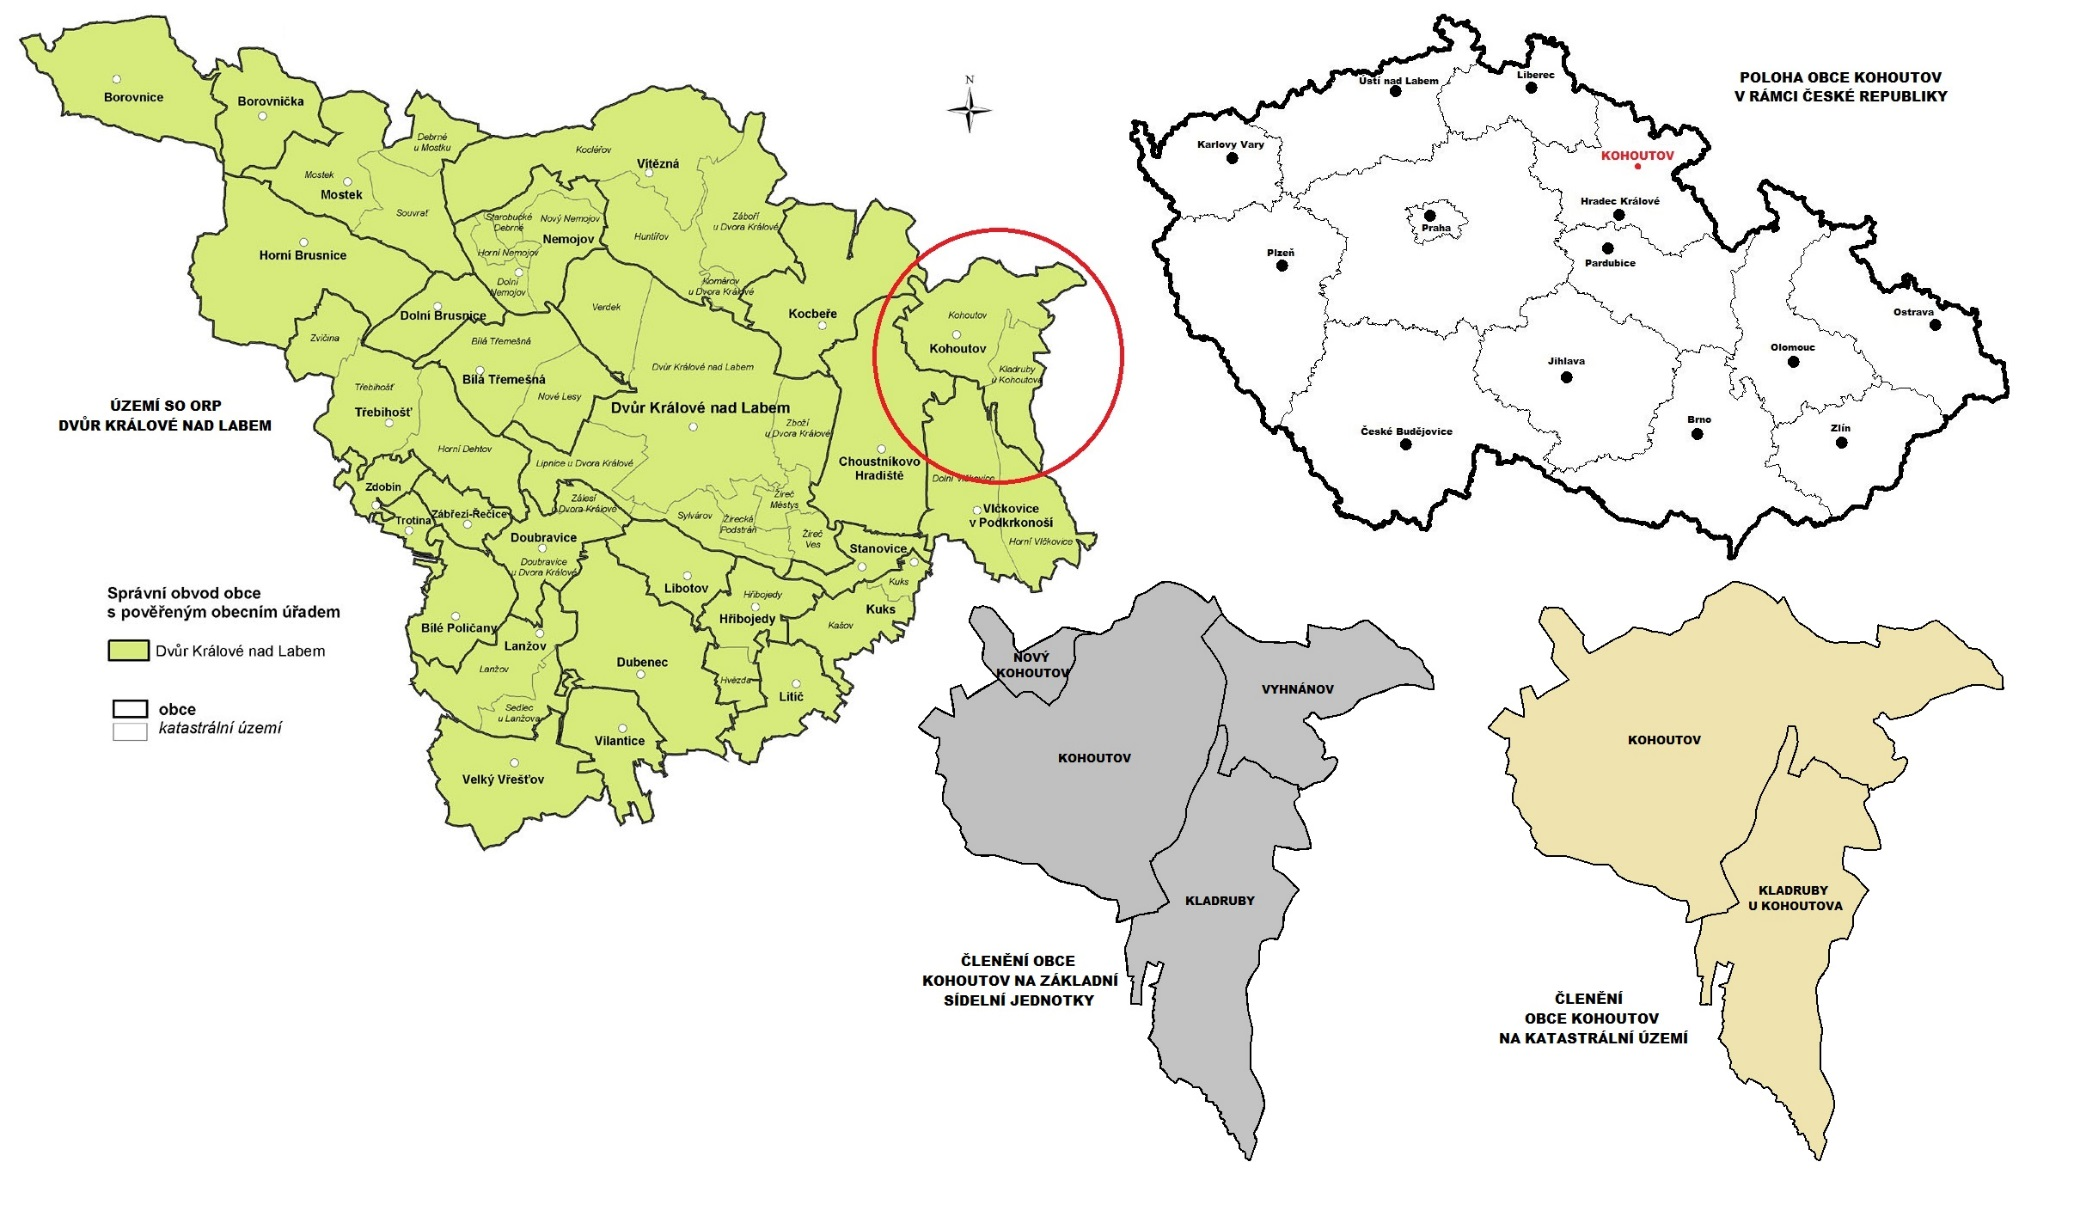 Borovnice
Borovnička
Debrné
u Mostku
Mostek
Mostek
Souvrať
Kocléřov
Vítězná
Starobucké
Debrné
Nový Nemojov
Nemojov
Horní Nemojov
Dolní
Nemojov
Huntířov
Záboří
u Dvora Králové
Komárov
u Dvora Králové
Horní Brusnice
Dolní Brusnice
Verdek
Kocbeře
Kohoutov
Kohoutov
Kladruby
u Kohoutova
Zvičina
Bílá Třemešná
Bílá Třemešná
Nové Lesy
Třebihošť
Třebihošť
Dvůr Králové nad Labem
Dvůr Králové nad Labem
Zboží
u Dvora Králové
Horní Dehtov
Lipnice u Dvora Králové
Choustníkovo
Hradiště
Dolní Vlčkovice
Zdobín
Trotina
Zábřezí-Řečice
Zálesí
u Dvora Králové
Sylvárov
Žirecká
Podstráň
Žireč
Městys
Žireč
Ves
Vlčkovice
v Podkrkonoší
Horní Vlčkovice
Doubravice
Doubravice
u Dvora Králové
Stanovice
Libotov
Hřibojedy
Hřibojedy
Kuks
Kuks
Kašov
Bílé Poličany
Lanžov
Lanžov
Sedlec
u Lanžova
Dubenec
Hvězda
Litíč
Vilantice
Velký Vřešťov
N
ÚZEMÍ SO ORP
DVŮR KRÁLOVÉ NAD LABEM
Správní obvod obce
s pověřeným obecním úřadem
Dvůr Králové nad Labem
obce
katastrální území
POLOHA OBCE KOHOUTOV
V RÁMCI ČESKÉ REPUBLIKY
Ústí nad Labem
Liberec
Karlovy Vary
KOHOUTOV
Hradec Králové
Praha
Plzeň
Pardubice
Ostrava
Olomouc
Jihlava
Brno
Zlín
České Budějovice
NOVÝ
KOHOUTOV
VYHNÁNOV
KOHOUTOV
KLADRUBY
ČLENĚNÍ OBCE
KOHOUTOV NA ZÁKLADNÍ
SÍDELNÍ JEDNOTKY
KOHOUTOV
KLADRUBY
U KOHOUTOVA
ČLENĚNÍ
OBCE KOHOUTOV
NA KATASTRÁLNÍ ÚZEMÍ